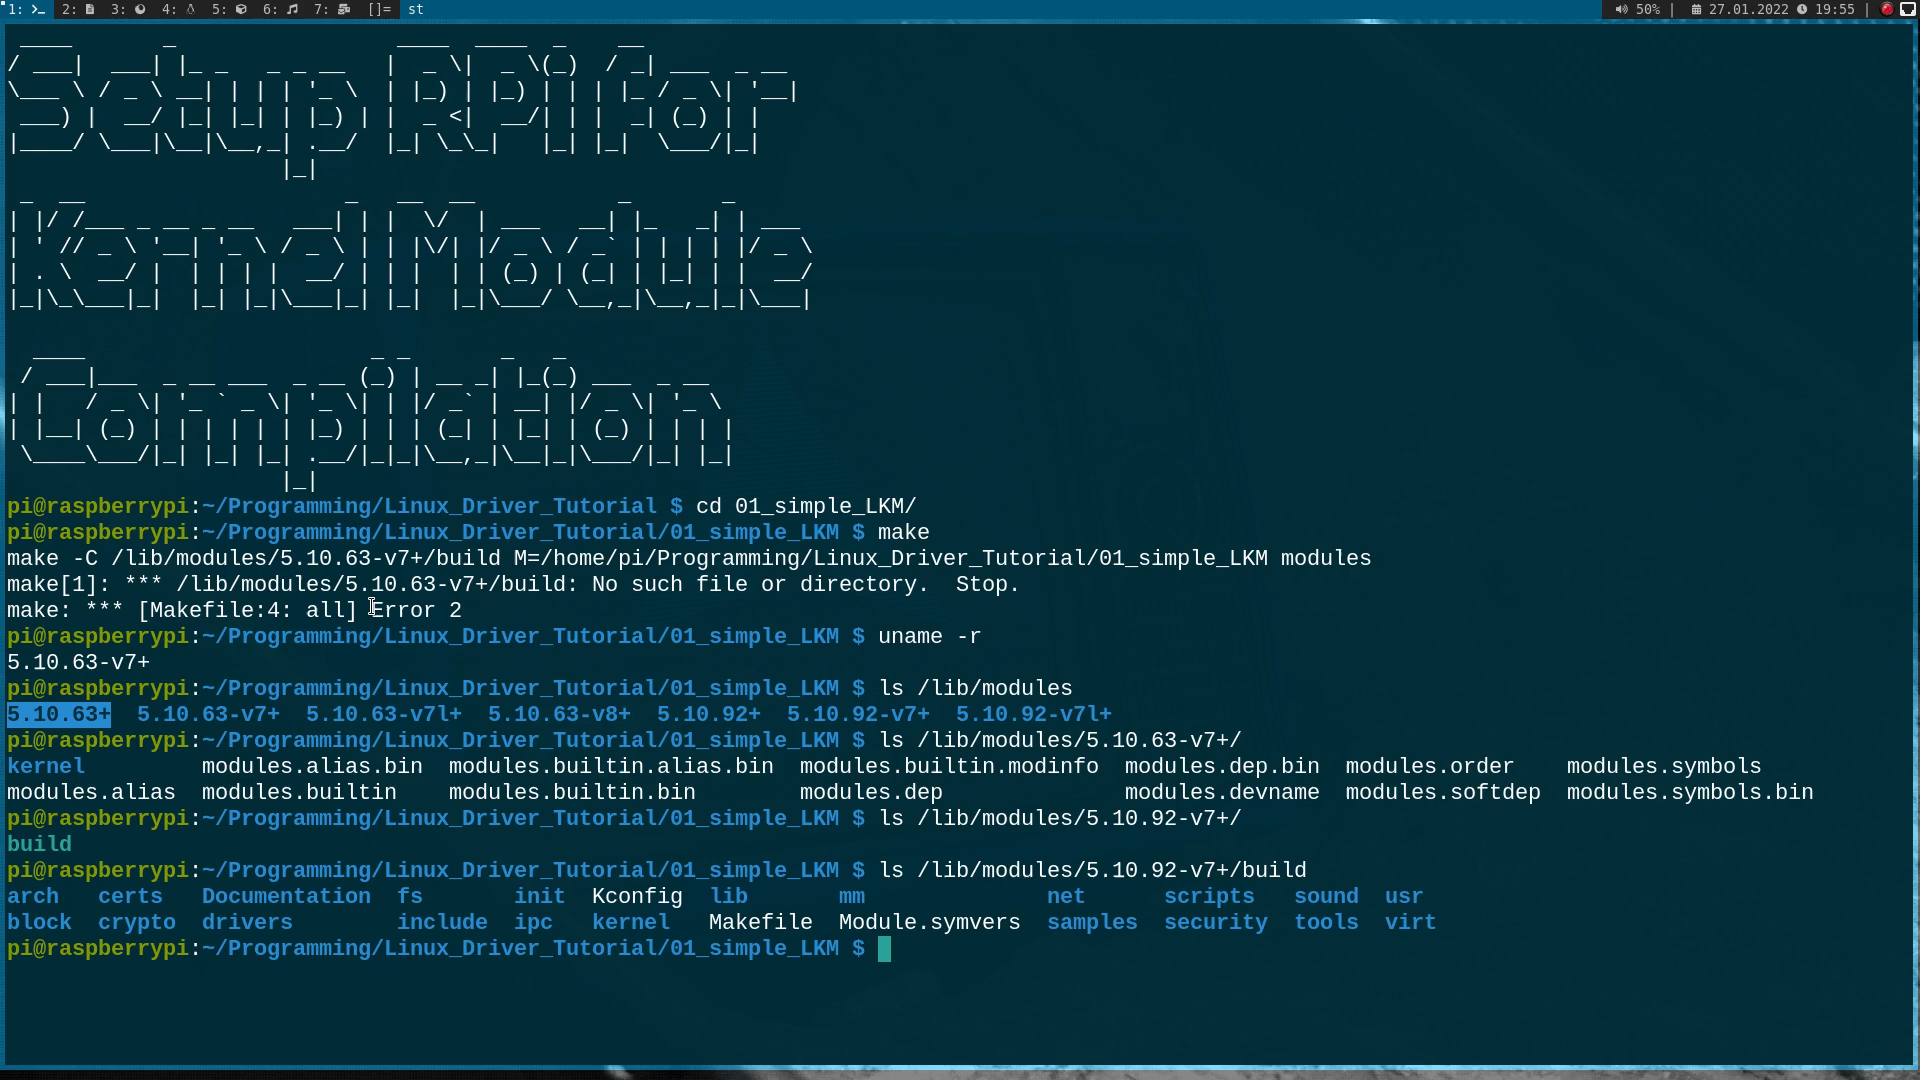 1: 2: 3: 4: 5: 6: 7: []= st 50% | 27.01.2022 19:55 |
Setup RPi for
Kernel Module
Compilation
pi@raspberrypi:~/Programming/Linux_Driver_Tutorial $ cd 01_simple_LKM/
pi@raspberrypi:~/Programming/Linux_Driver_Tutorial/01_simple_LKM $ make
make -C /lib/modules/5.10.63-v7+/build M=/home/pi/Programming/Linux_Driver_Tutorial/01_simple_LKM modules
make[1]: *** /lib/modules/5.10.63-v7+/build: No such file or directory.  Stop.
make: *** [Makefile:4: all] Error 2
pi@raspberrypi:~/Programming/Linux_Driver_Tutorial/01_simple_LKM $ uname -r
5.10.63-v7+
pi@raspberrypi:~/Programming/Linux_Driver_Tutorial/01_simple_LKM $ ls /lib/modules
5.10.63+  5.10.63-v7+  5.10.63-v7l+  5.10.63-v8+  5.10.92+  5.10.92-v7+  5.10.92-v7l+
pi@raspberrypi:~/Programming/Linux_Driver_Tutorial/01_simple_LKM $ ls /lib/modules/5.10.63-v7+/
kernel         modules.alias.bin  modules.builtin.alias.bin  modules.builtin.modinfo  modules.dep.bin  modules.order    modules.symbols
modules.alias  modules.builtin    modules.builtin.bin        modules.dep              modules.devname  modules.softdep  modules.symbols.bin
pi@raspberrypi:~/Programming/Linux_Driver_Tutorial/01_simple_LKM $ ls /lib/modules/5.10.92-v7+/
build
pi@raspberrypi:~/Programming/Linux_Driver_Tutorial/01_simple_LKM $ ls /lib/modules/5.10.92-v7+/build
arch   certs   Documentation  fs       init  Kconfig  lib       mm              net      scripts   sound  usr
block  crypto  drivers        include  ipc   kernel   Makefile  Module.symvers  samples  security  tools  virt
pi@raspberrypi:~/Programming/Linux_Driver_Tutorial/01_simple_LKM $